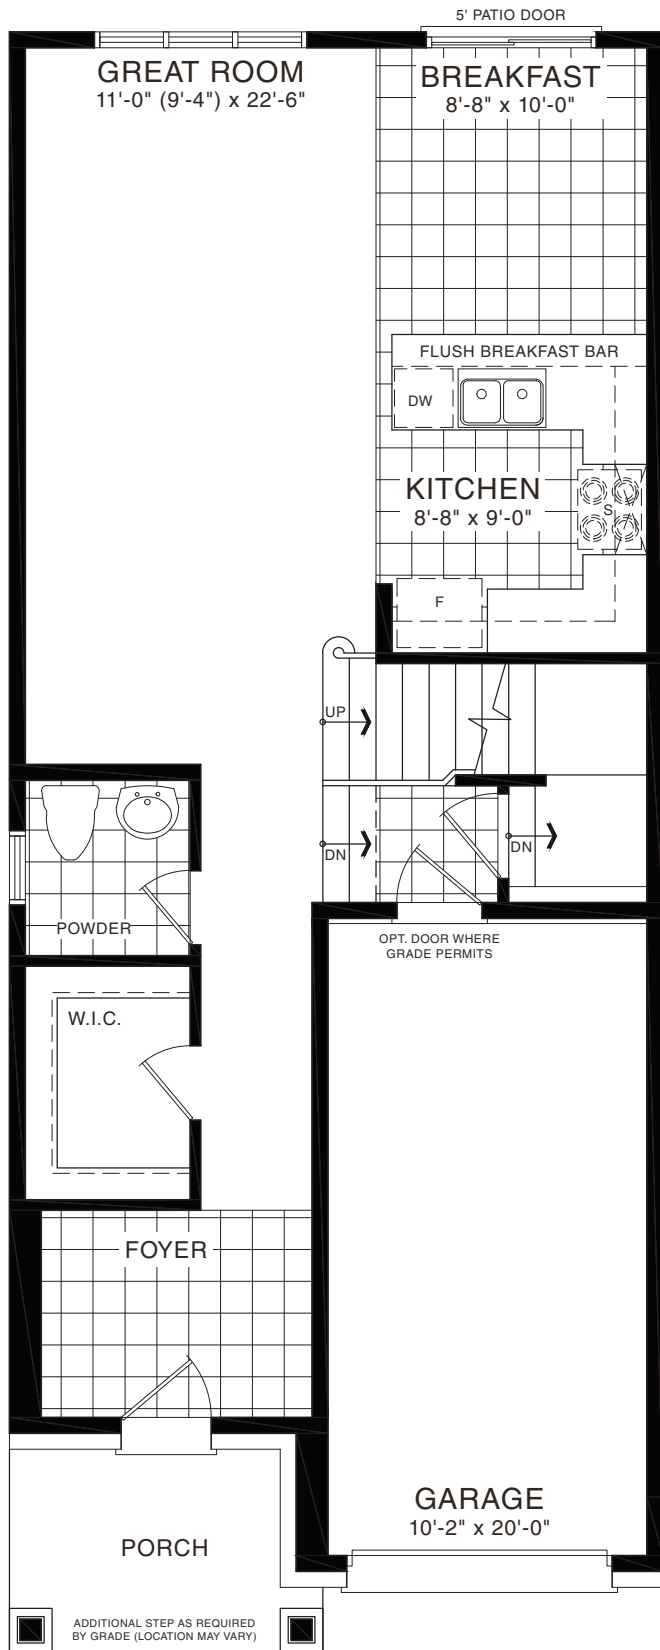 5' PATIO DOOR
GREAT ROOM
11'-0" (9'-4") x 22'-6"
BREAKFAST
8'-8" x 10'-0"
FLUSH BREAKFAST BAR
DW
KITCHEN
8'-8" x 9'-0"
S
F
UP
DN
DN
POWDER
OPT. DOOR WHERE
GRADE PERMITS
W.I.C.
FOYER
GARAGE
10'-2" x 20'-0"
PORCH
ADDITIONAL STEP AS REQUIRED
BY GRADE (LOCATION MAY VARY)